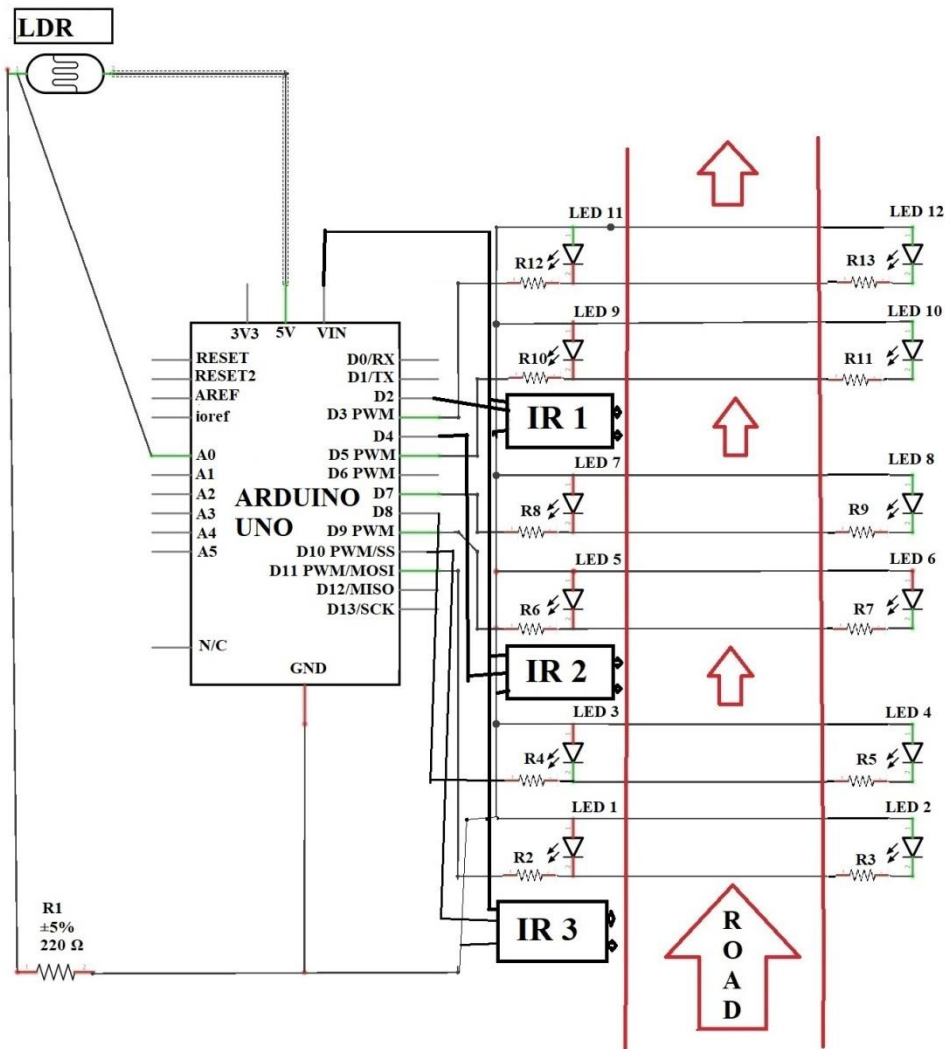 LDR
LED 11
LED 12
R12
R13
LED 9
LED 10
R10
R11
3V3
5V
VIN
RESET
RESET2
AREF
ioref
A0
A1
A2
A3
A4
A5
N/C
ARDUINO
UNO
D0/RX
D1/TX
D2
D3 PWM
D4
D5 PWM
D6 PWM
D7
D8
D9 PWM
D10 PWM/SS
D11 PWM/MOSI
D12/MISO
D13/SCK
GND
IR 1
LED 7
LED 8
R8
R9
LED 5
LED 6
R6
R7
IR 2
LED 3
LED 4
R4
R5
LED 1
LED 2
R2
R3
IR 3
R1
±5%
220 Ω
R
O
A
D